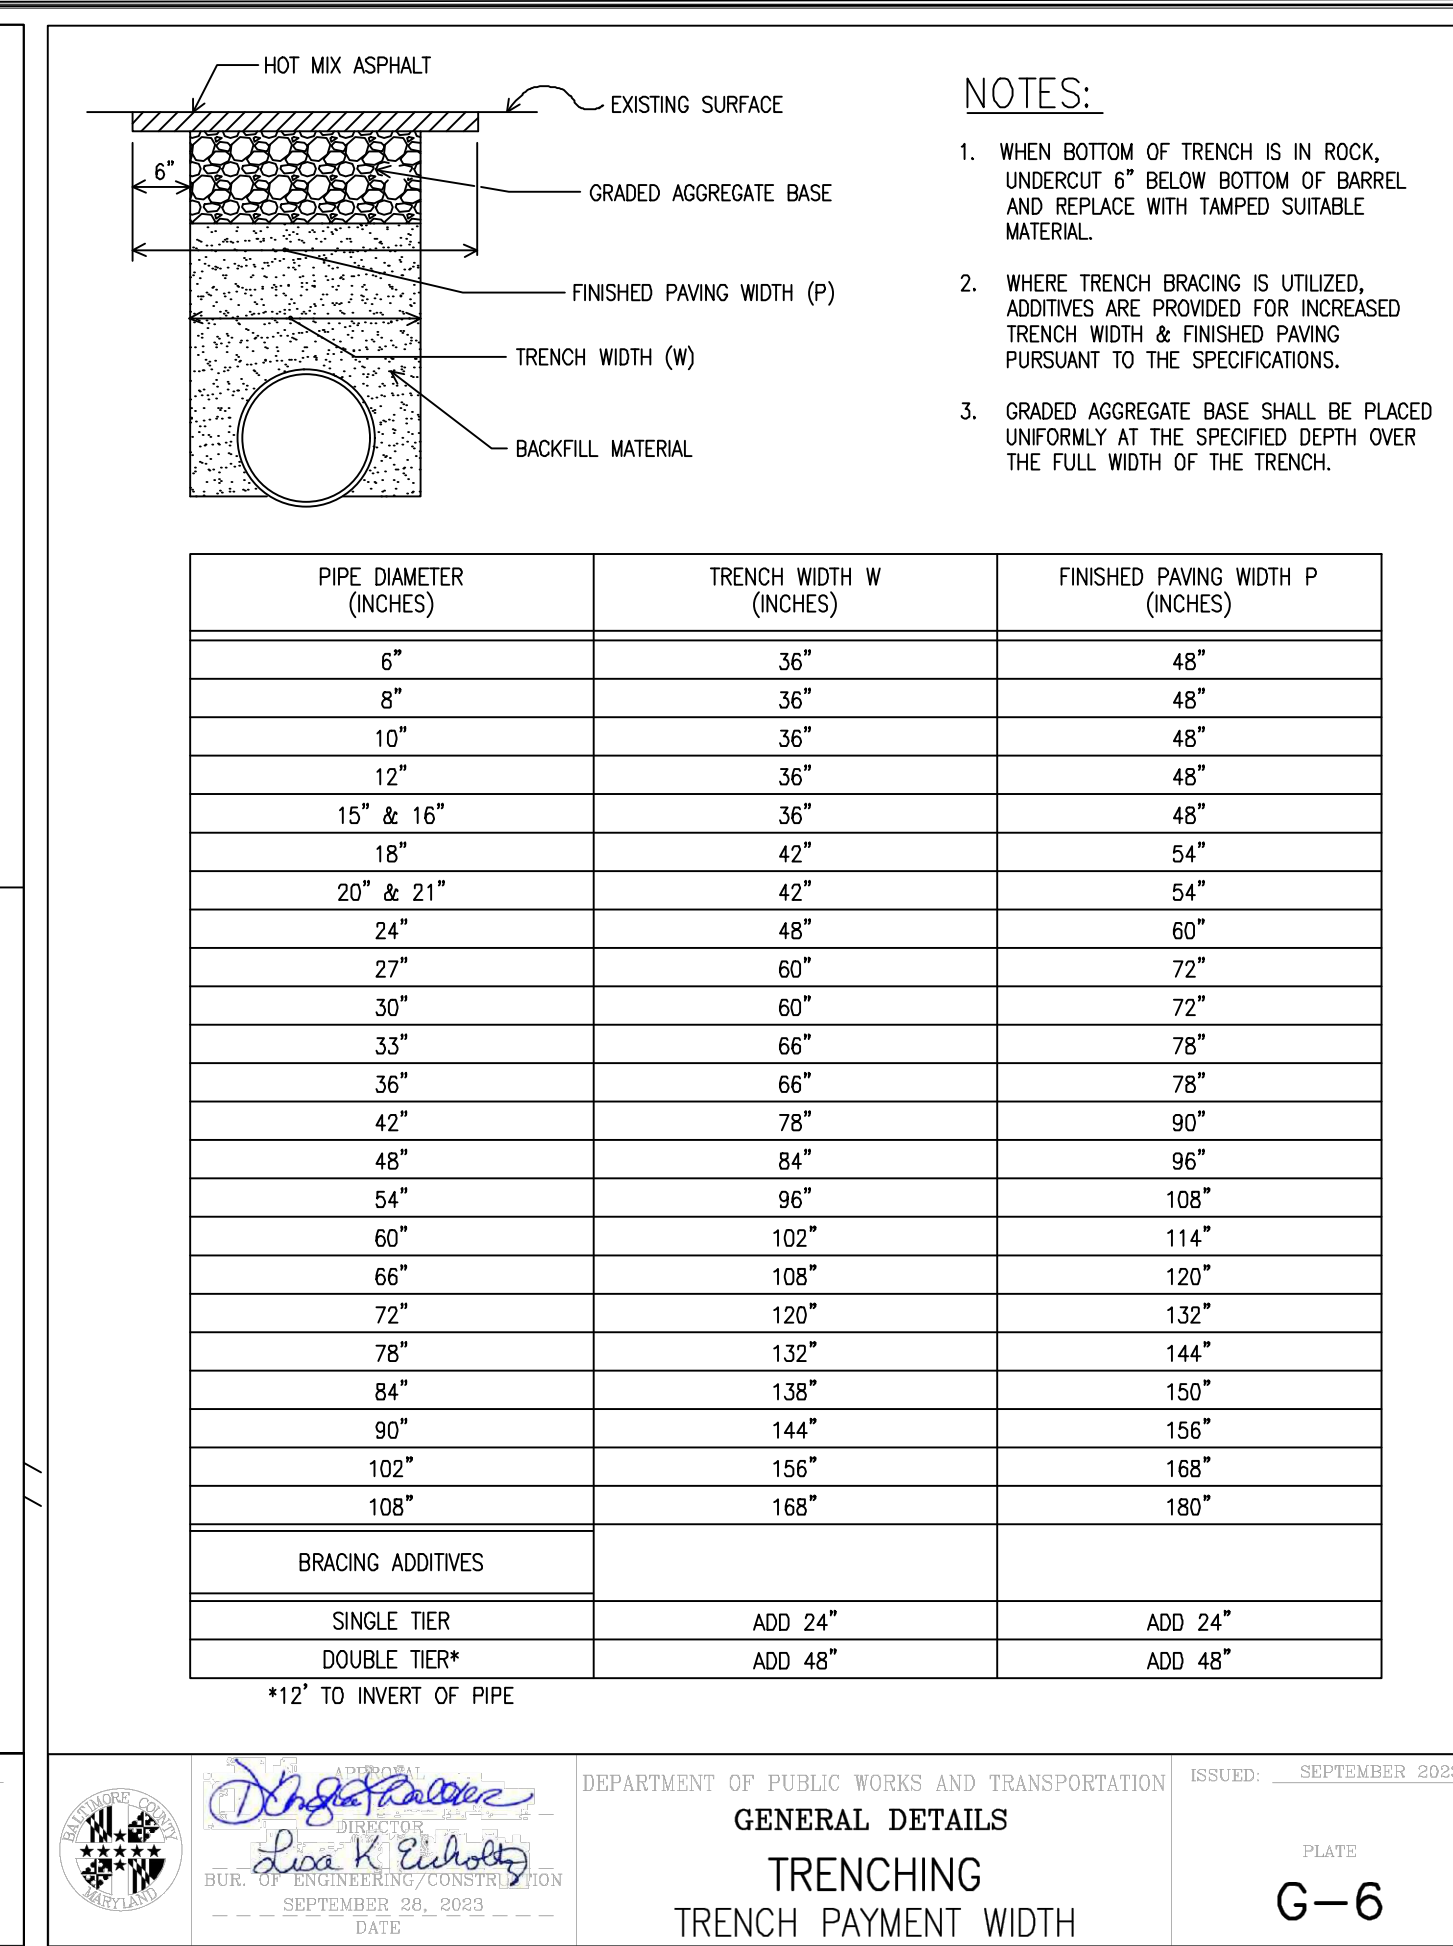 HOT MIX ASPHALT
EXISTING SURFACE
6"
GRADED AGGREGATE BASE
FINISHED PAVING WIDTH (P)
TRENCH WIDTH (W)
BACKFILL MATERIAL
NOTES:
1. WHEN BOTTOM OF TRENCH IS IN ROCK,
UNDERCUT 6" BELOW BOTTOM OF BARREL
AND REPLACE WITH TAMPED SUITABLE
MATERIAL.
2. WHERE TRENCH BRACING IS UTILIZED,
ADDITIVES ARE PROVIDED FOR INCREASED
TRENCH WIDTH & FINISHED PAVING
PURSUANT TO THE SPECIFICATIONS.
3. GRADED AGGREGATE BASE SHALL BE PLACED
UNIFORMLY AT THE SPECIFIED DEPTH OVER
THE FULL WIDTH OF THE TRENCH.
PIPE DIAMETER (INCHES) TRENCH WIDTH W (INCHES) FINISHED PAVING WIDTH P (INCHES)
6" 36" 48"
8" 36" 48"
10" 36" 48"
12" 36" 48"
15" & 16" 36" 48"
18" 42" 54"
20" & 21" 42" 54"
24" 48" 60"
27" 60" 72"
30" 60" 72"
33" 66" 78"
36" 66" 78"
42" 78" 90"
48" 84" 96"
54" 96" 108"
60" 102" 114"
66" 108" 120"
72" 120" 132"
78" 132" 144"
84" 138" 150"
90" 144" 156"
102" 156" 168"
108" 168" 180"
BRACING ADDITIVES
SINGLE TIER ADD 24" ADD 24"
DOUBLE TIER* ADD 48" ADD 48"
*12' TO INVERT OF PIPE
BALTIMORE COUNTY
MARYLAND
APPROVAL
DIRECTOR
Lisa K Eicholtz
BUR. OF ENGINEERING/CONSTRUCTION
SEPTEMBER 28, 2023
DATE
DEPARTMENT OF PUBLIC WORKS AND TRANSPORTATION
GENERAL DETAILS
TRENCHING
TRENCH PAYMENT WIDTH
ISSUED: SEPTEMBER 2023
PLATE
G-6